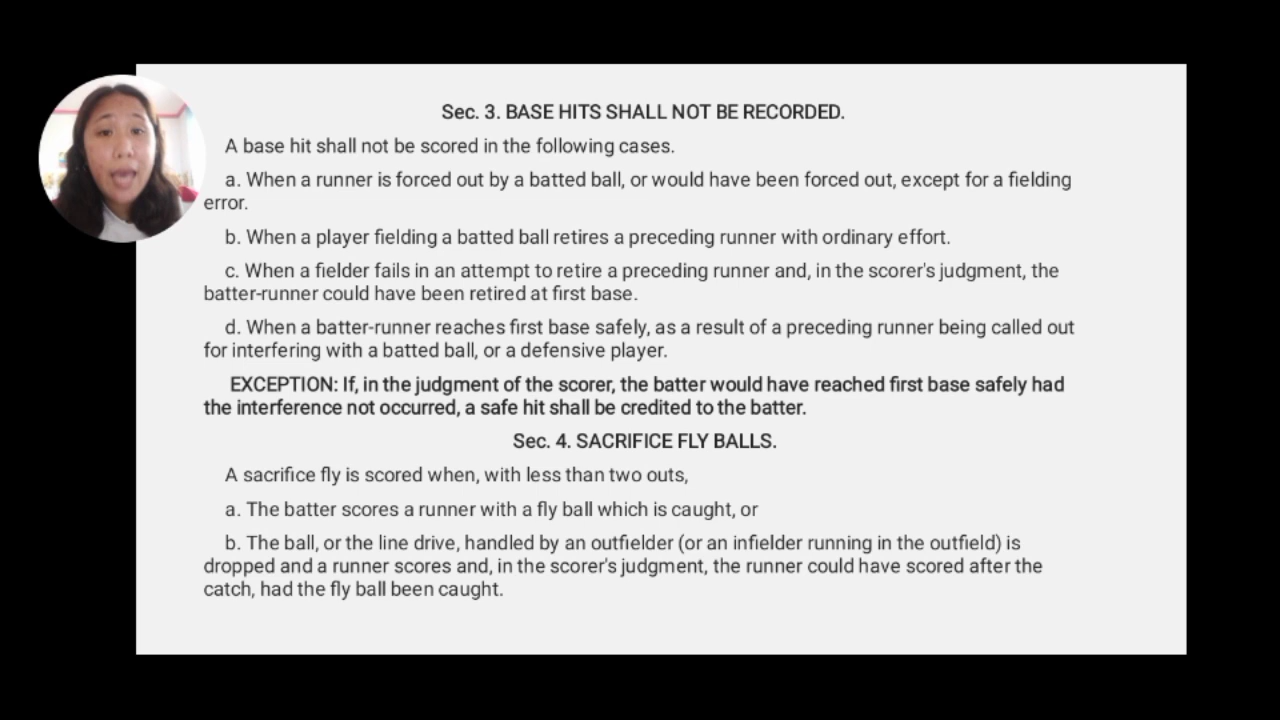 Sec. 3. BASE HITS SHALL NOT BE RECORDED.
A base hit shall not be scored in the following cases.
a. When a runner is forced out by a batted ball, or would have been forced out, except for a fielding
error.
b. When a player fielding a batted ball retires a preceding runner with ordinary effort.
c. When a fielder fails in an attempt to retire a preceding runner and, in the scorer's judgment, the
batter-runner could have been retired at first base.
d. When a batter-runner reaches first base safely, as a result of a preceding runner being called out
for interfering with a batted ball, or a defensive player.
EXCEPTION: If, in the judgment of the scorer, the batter would have reached first base safely had
the interference not occurred, a safe hit shall be credited to the batter.
Sec. 4. SACRIFICE FLY BALLS.
A sacrifice fly is scored when, with less than two outs,
a. The batter scores a runner with a fly ball which is caught, or
b. The ball, or the line drive, handled by an outfielder (or an infielder running in the outfield) is
dropped and a runner scores and, in the scorer's judgment, the runner could have scored after the
catch, had the fly ball been caught.